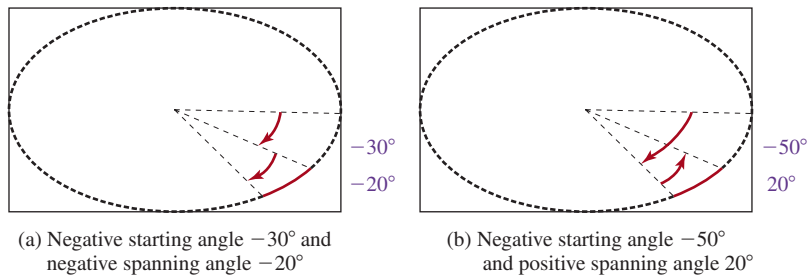 −30°
−20°
(a) Negative starting angle −30° and
negative spanning angle −20°
−50°
20°
(b) Negative starting angle −50°
and positive spanning angle 20°